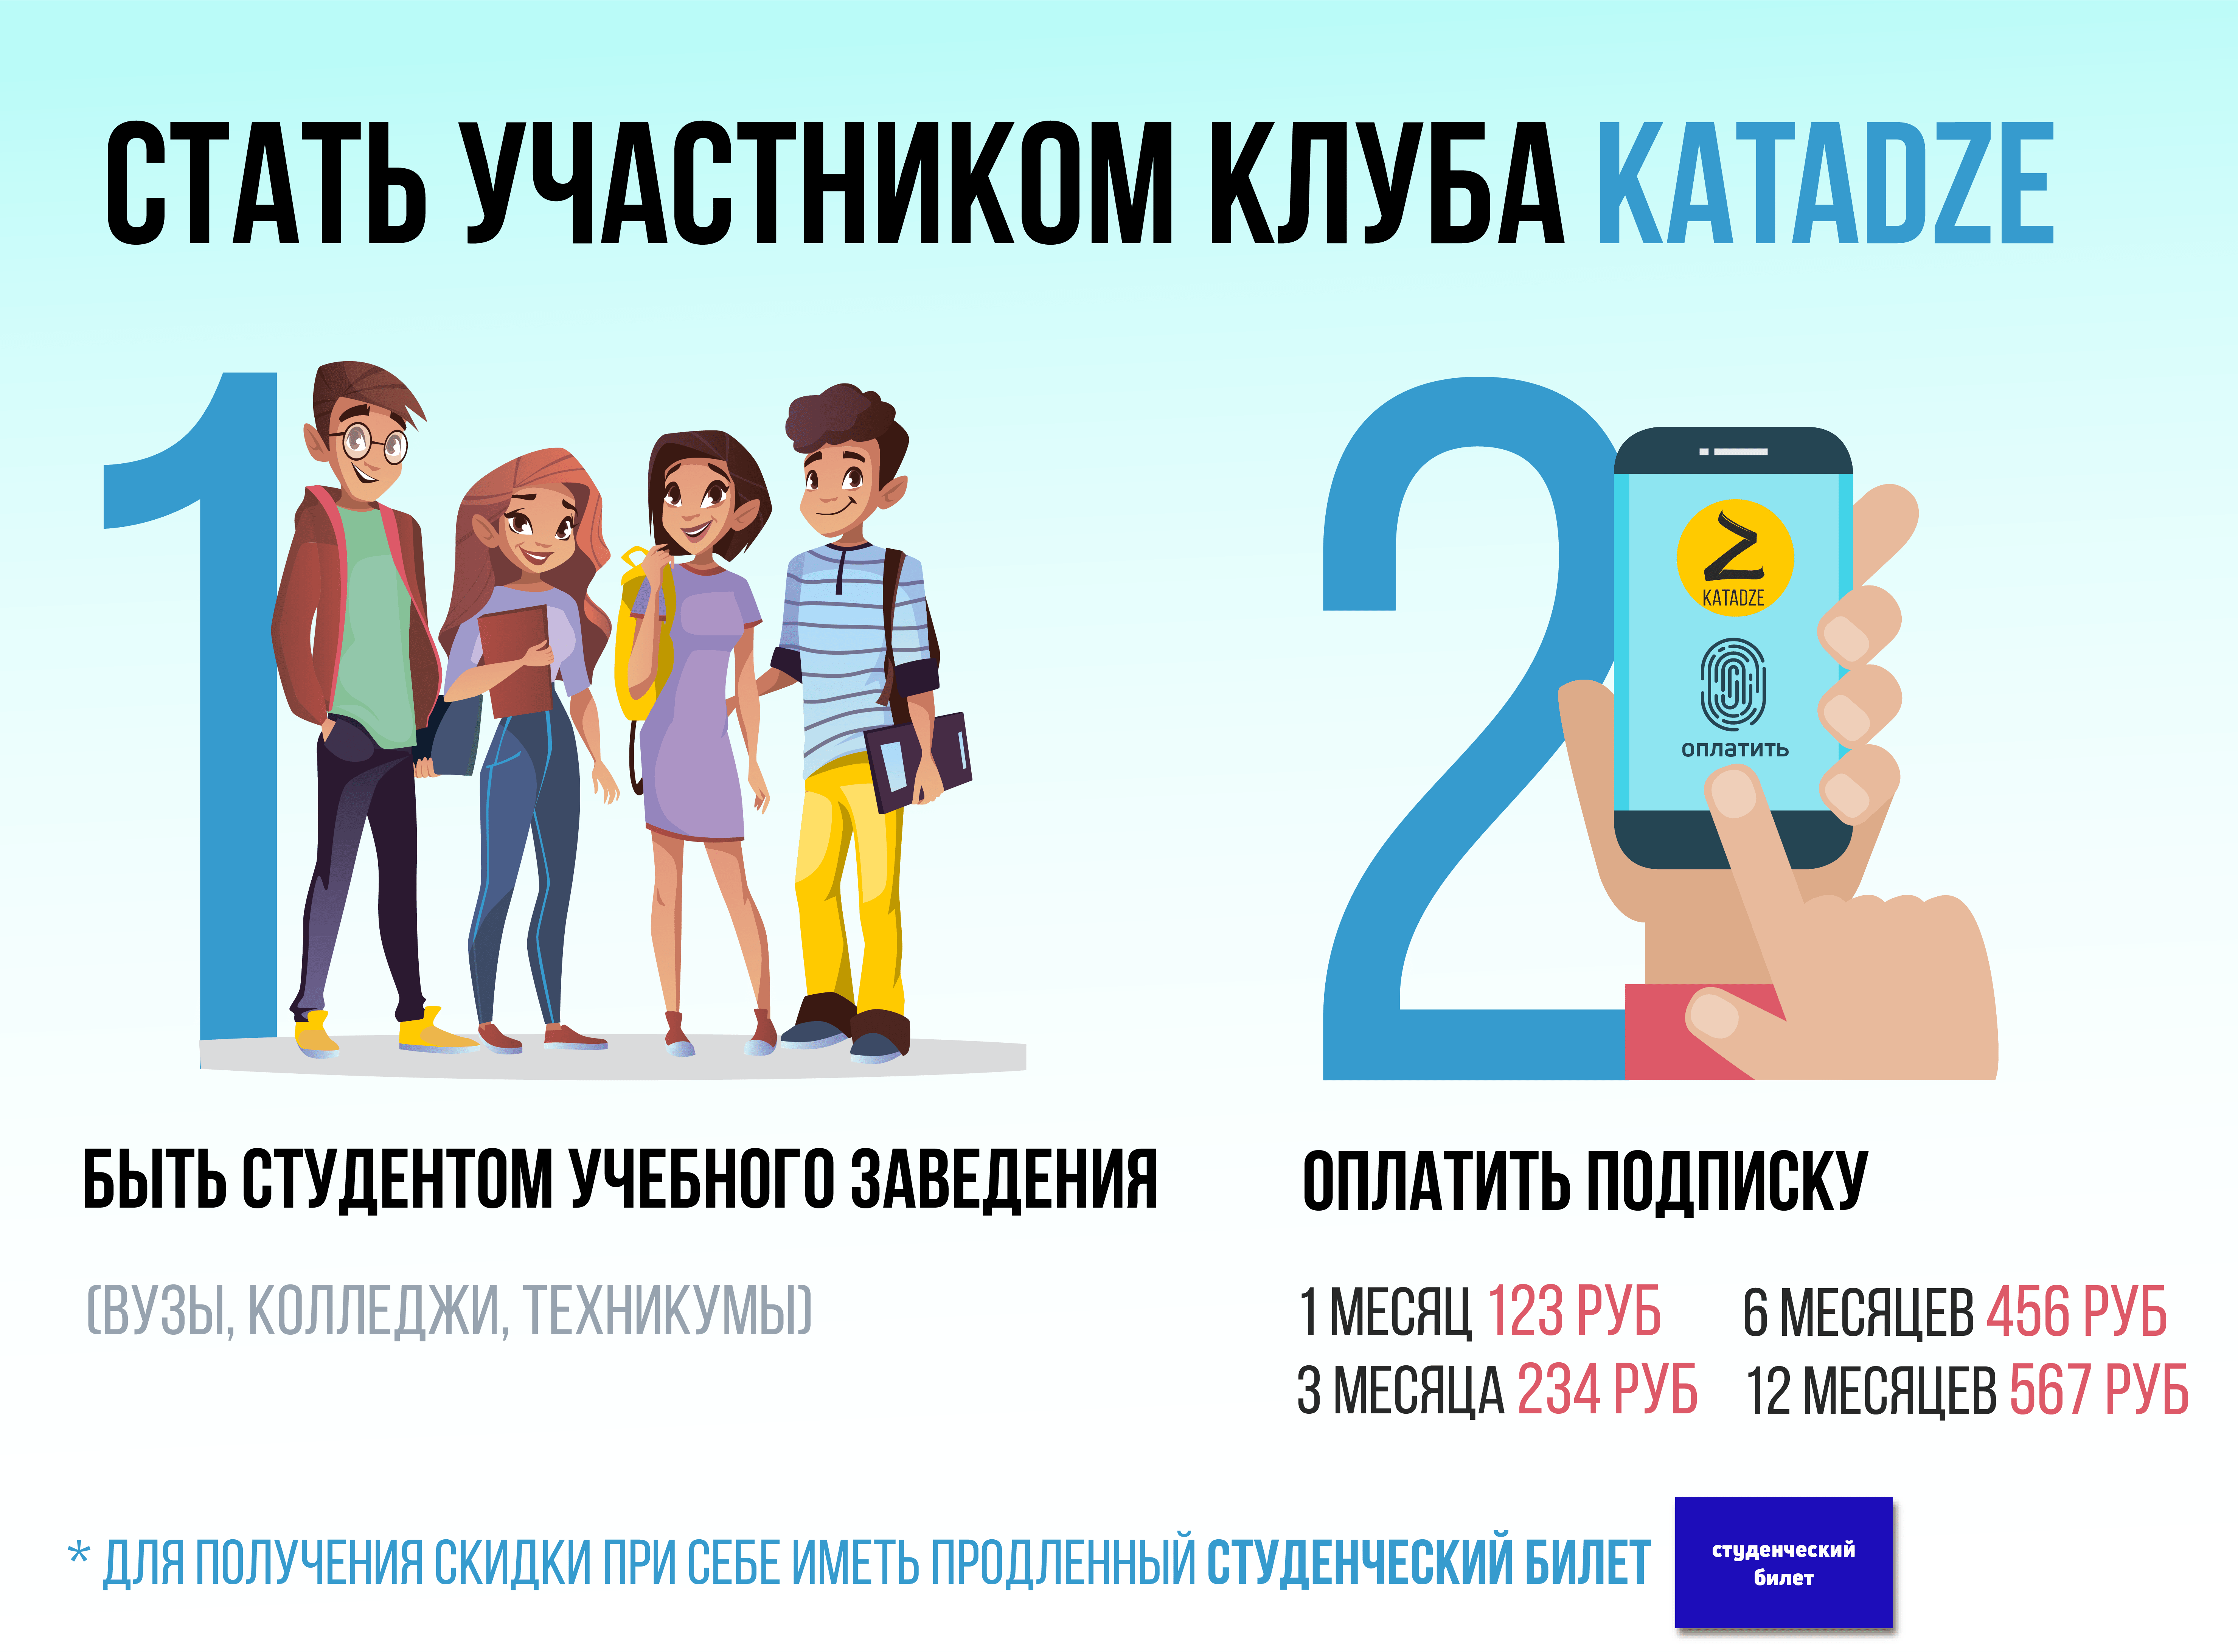 СТАТЬ УЧАСТНИКОМ КЛУБА KATADZE
1
2
KATADZE
ОПЛАТИТЬ
БЫТЬ СТУДЕНТОМ УЧЕБНОГО ЗАВЕДЕНИЯ
(ВУЗЫ, КОЛЛЕДЖИ, ТЕХНИКУМЫ)
ОПЛАТИТЬ ПОДПИСКУ
1 МЕСЯЦ 123 РУБ
3 МЕСЯЦА 234 РУБ
6 МЕСЯЦЕВ 456 РУБ
12 МЕСЯЦЕВ 567 РУБ
* ДЛЯ ПОЛУЧЕНИЯ СКИДКИ ПРИ СЕБЕ ИМЕТЬ ПРОДЛЕННЫЙ СТУДЕНЧЕСКИЙ БИЛЕТ
студенческий
билет